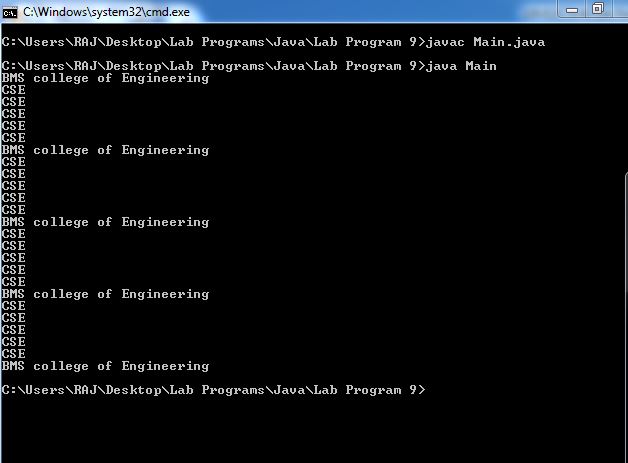 C:\Windows\system32\cmd.exe
C:\Users\RAJ\Desktop\Lab Programs\Java\Lab Program 9>javac Main.java
C:\Users\RAJ\Desktop\Lab Programs\Java\Lab Program 9>java Main
BMS college of Engineering
CSE
CSE
CSE
CSE
CSE
BMS college of Engineering
CSE
CSE
CSE
CSE
CSE
BMS college of Engineering
CSE
CSE
CSE
CSE
CSE
BMS college of Engineering
CSE
CSE
CSE
CSE
CSE
BMS college of Engineering
C:\Users\RAJ\Desktop\Lab Programs\Java\Lab Program 9>